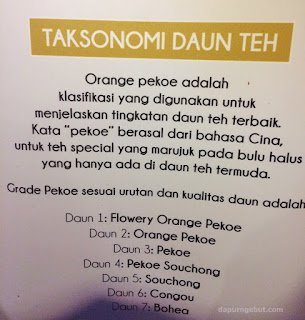 TAKSONOMI DAUN TEH
Orange pekoe adalah
klasifikasi yang digunakan untuk
menjelaskan tingkatan daun teh terbaik.
Kata "pekoe" berasal dari bahasa Cina,
untuk teh special yang marujuk pada bulu halus
yang hanya ada di daun teh termuda.
Grade Pekoe sesuai urutan dan kualitas daun adalah
Daun 1: Flowery Orange Pekoe
Daun 2: Orange Pekoe
Daun 3: Pekoe
Daun 4: Pekoe Souchong
Daun 5: Souchong
Daun 6: Congou
Daun 7: Bohea
dapurngebut.com